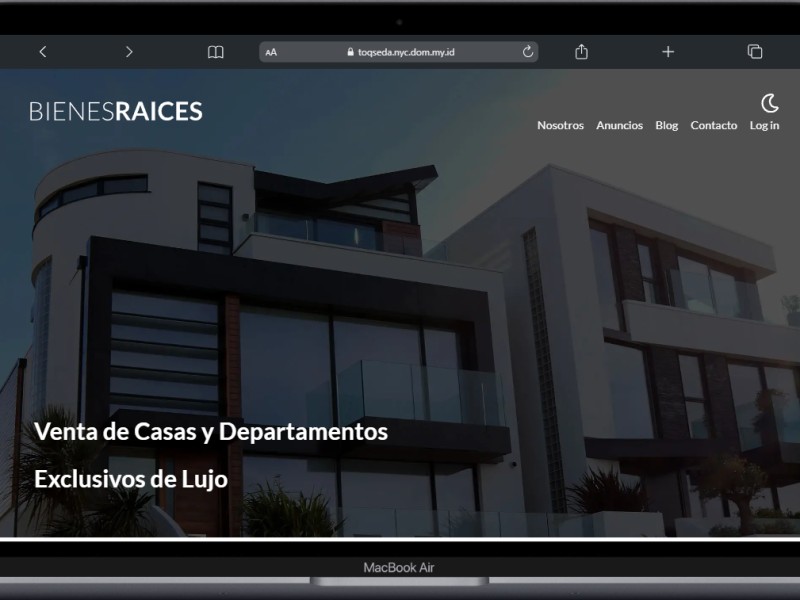 AA
toqseda.nyc.dom.my.id
BIENESRAICES
Nosotros Anuncios Blog Contacto Log in
Venta de Casas y Departamentos
Exclusivos de Lujo
MacBook Air